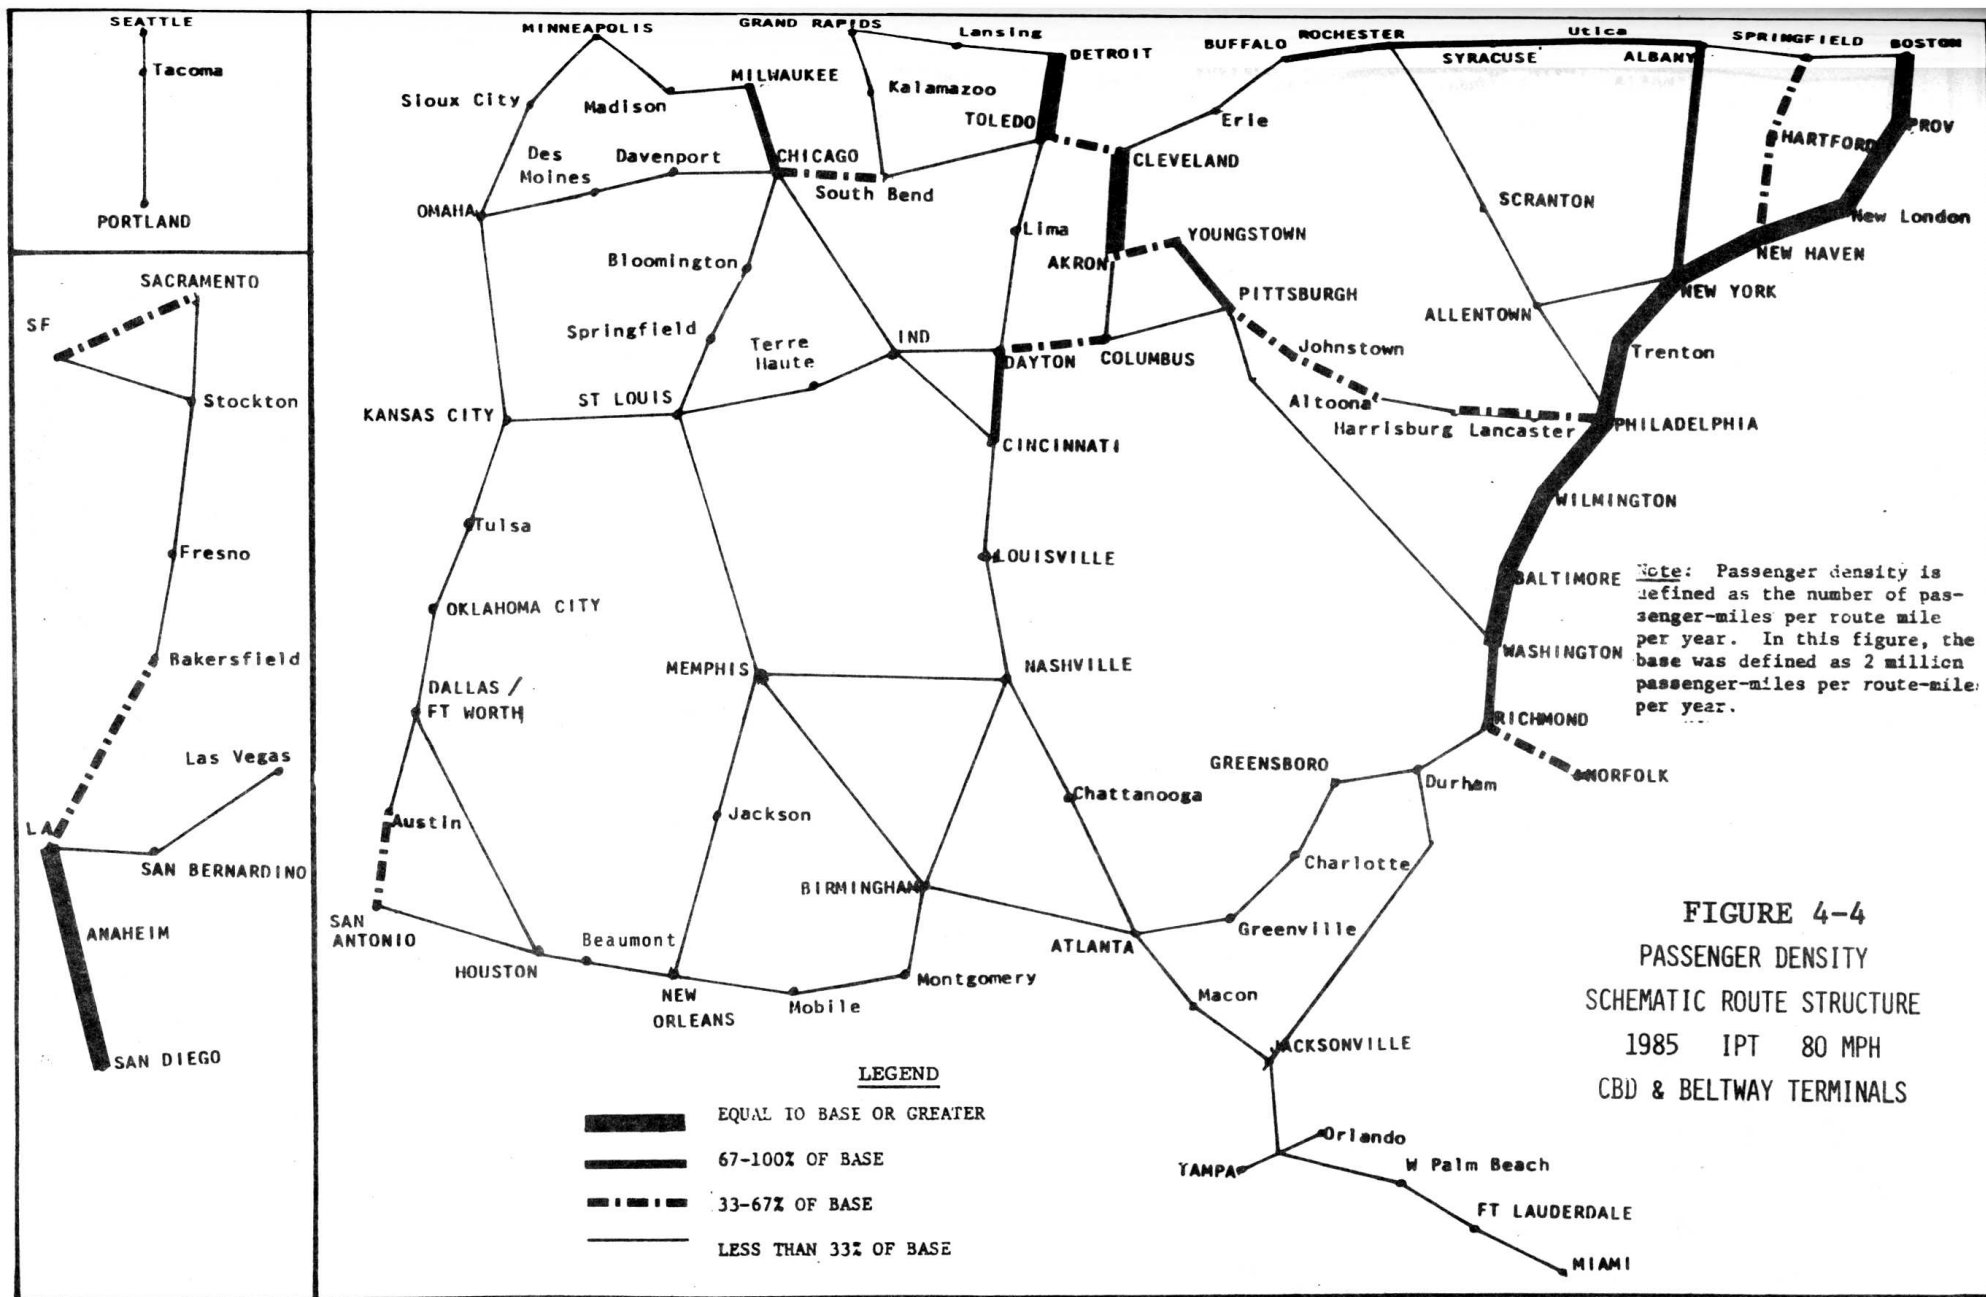 SEATTLE
Tacoma
PORTLAND
SACRAMENTO
SF
Stockton
Fresno
Bakersfield
Las Vegas
LA
SAN BERNARDINO
ANAHEIM
SAN DIEGO
MINNEAPOLIS
GRAND RAPIDS
Lansing
DETROIT
BUFFALO
ROCHESTER
SYRACUSE
Utica
ALBANY
SPRINGFIELD
BOSTON
MILWAUKEE
Sioux City
Madison
Kalamazoo
TOLEDO
Erie
PROV
HARTFORD
Des
Moines
Davenport
CHICAGO
South Bend
CLEVELAND
OMAHA
Lima
YOUNGSTOWN
SCRANTON
New London
NEW HAVEN
Bloomington
AKRON
PITTSBURGH
NEW YORK
ALLENTOWN
Springfield
Terre
Haute
IND
DAYTON
COLUMBUS
Johnstown
Trenton
KANSAS CITY
ST LOUIS
Altoona
Harrisburg
Lancaster
PHILADELPHIA
CINCINNATI
WILMINGTON
Tulsa
LOUISVILLE
BALTIMORE
OKLAHOMA CITY
WASHINGTON
Note: Passenger density is
defined as the number of pas-
senger-miles per route mile
per year. In this figure, the
base was defined as 2 million
passenger-miles per route-mile
per year.
MEMPHIS
NASHVILLE
DALLAS /
FT WORTH
RICHMOND
NORFOLK
GREENSBORO
Durham
Austin
Jackson
Chattanooga
Charlotte
BIRMINGHAM
SAN
ANTONIO
HOUSTON
Beaumont
NEW
ORLEANS
Mobile
Montgomery
ATLANTA
Greenville
Macon
JACKSONVILLE
Orlando
TAMPA
W Palm Beach
FT LAUDERDALE
MIAMI
FIGURE 4-4
PASSENGER DENSITY
SCHEMATIC ROUTE STRUCTURE
1985 IPT 80 MPH
CBD & BELTWAY TERMINALS
LEGEND
EQUAL TO BASE OR GREATER
67-100% OF BASE
33-67% OF BASE
LESS THAN 33% OF BASE